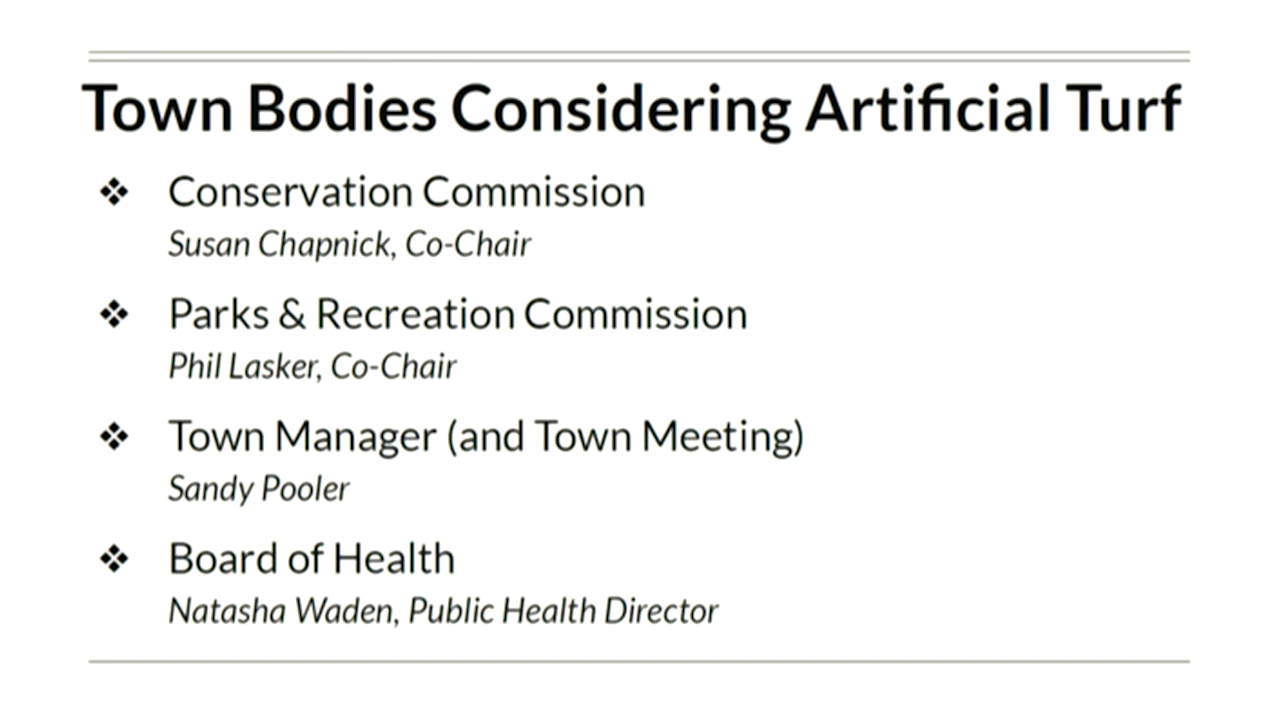 Town Bodies Considering Artificial Turf
❖ Conservation Commission
Susan Chapnick, Co-Chair
❖ Parks & Recreation Commission
Phil Lasker, Co-Chair
❖ Town Manager (and Town Meeting)
Sandy Pooler
❖ Board of Health
Natasha Waden, Public Health Director